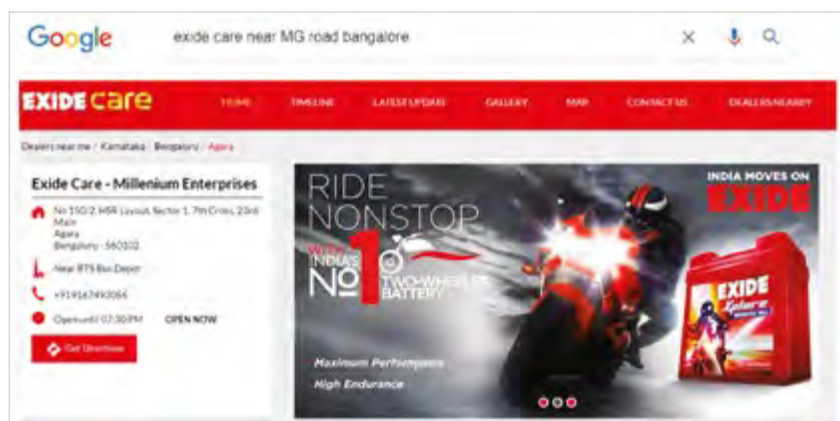 Google
exide care near MG road bangalore
EXIDE care
HOME
TIMELINE
LATEST UPDATE
GALLERY
MAP
CONTACT US
DEALERS NEARBY
Dealers near me / Karnataka / Bengaluru / Agara
Exide Care - Millenium Enterprises
No 150/2, HSR Layout, Sector 1, 7th Cross, 23rd
Main
Agara
Bengaluru - 560102
Near BTS Bus Depot
Open until 07:30 PM OPEN NOW
Get Directions
RIDE
NONSTOP
WITH
INDIA'S
No 1
TWO-WHEELER
BATTERY
Maximum Performance
High Endurance
INDIA MOVES ON
EXIDE
EXIDE
Xplore